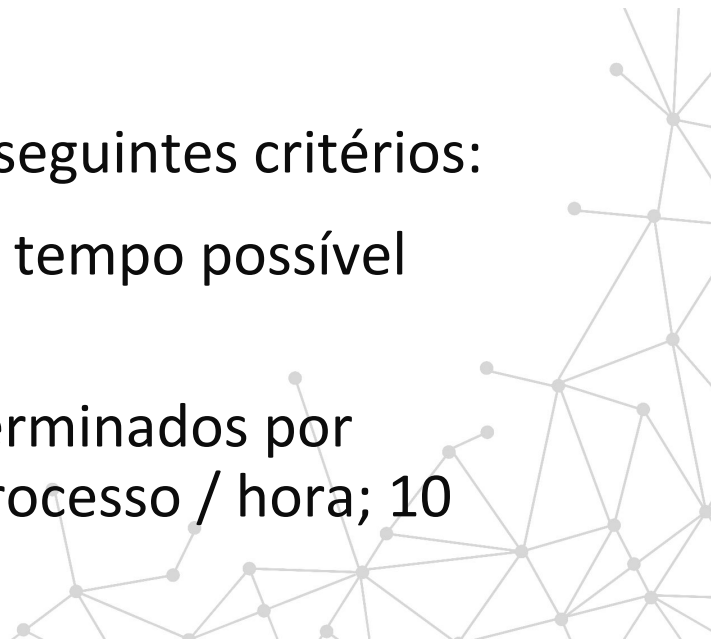 seguintes critérios:
tempo possível
erminados por
rocesso / hora; 10